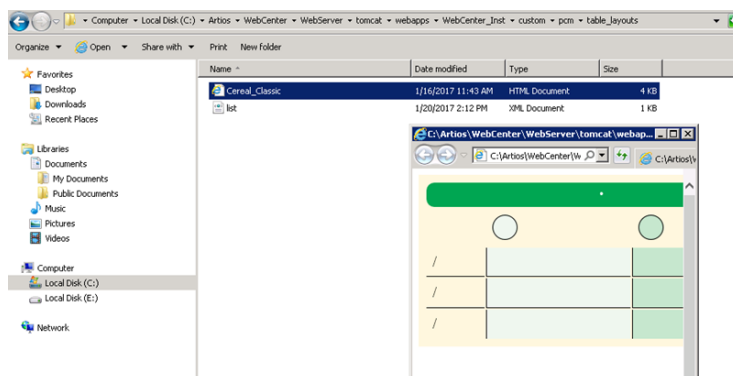 Computer Local Disk (C:) Artios WebCenter WebServer tomcat webapps WebCenter_Inst custom pcm table_layouts
Organize Open Share with Print New folder
Favorites
Desktop
Downloads
Recent Places
Libraries
Documents
My Documents
Public Documents
Music
Pictures
Videos
Computer
Local Disk (C:)
Local Disk (E:)
Network
Name Date modified Type Size
Cereal_Classic 1/16/2017 11:43 AM HTML Document 4 KB
list 1/20/2017 2:12 PM XML Document 1 KB
C:\Artios\WebCenter\WebServer\tomcat\webap...
C:\Artios\WebCenter\W C:\Artios\W
/
/
/